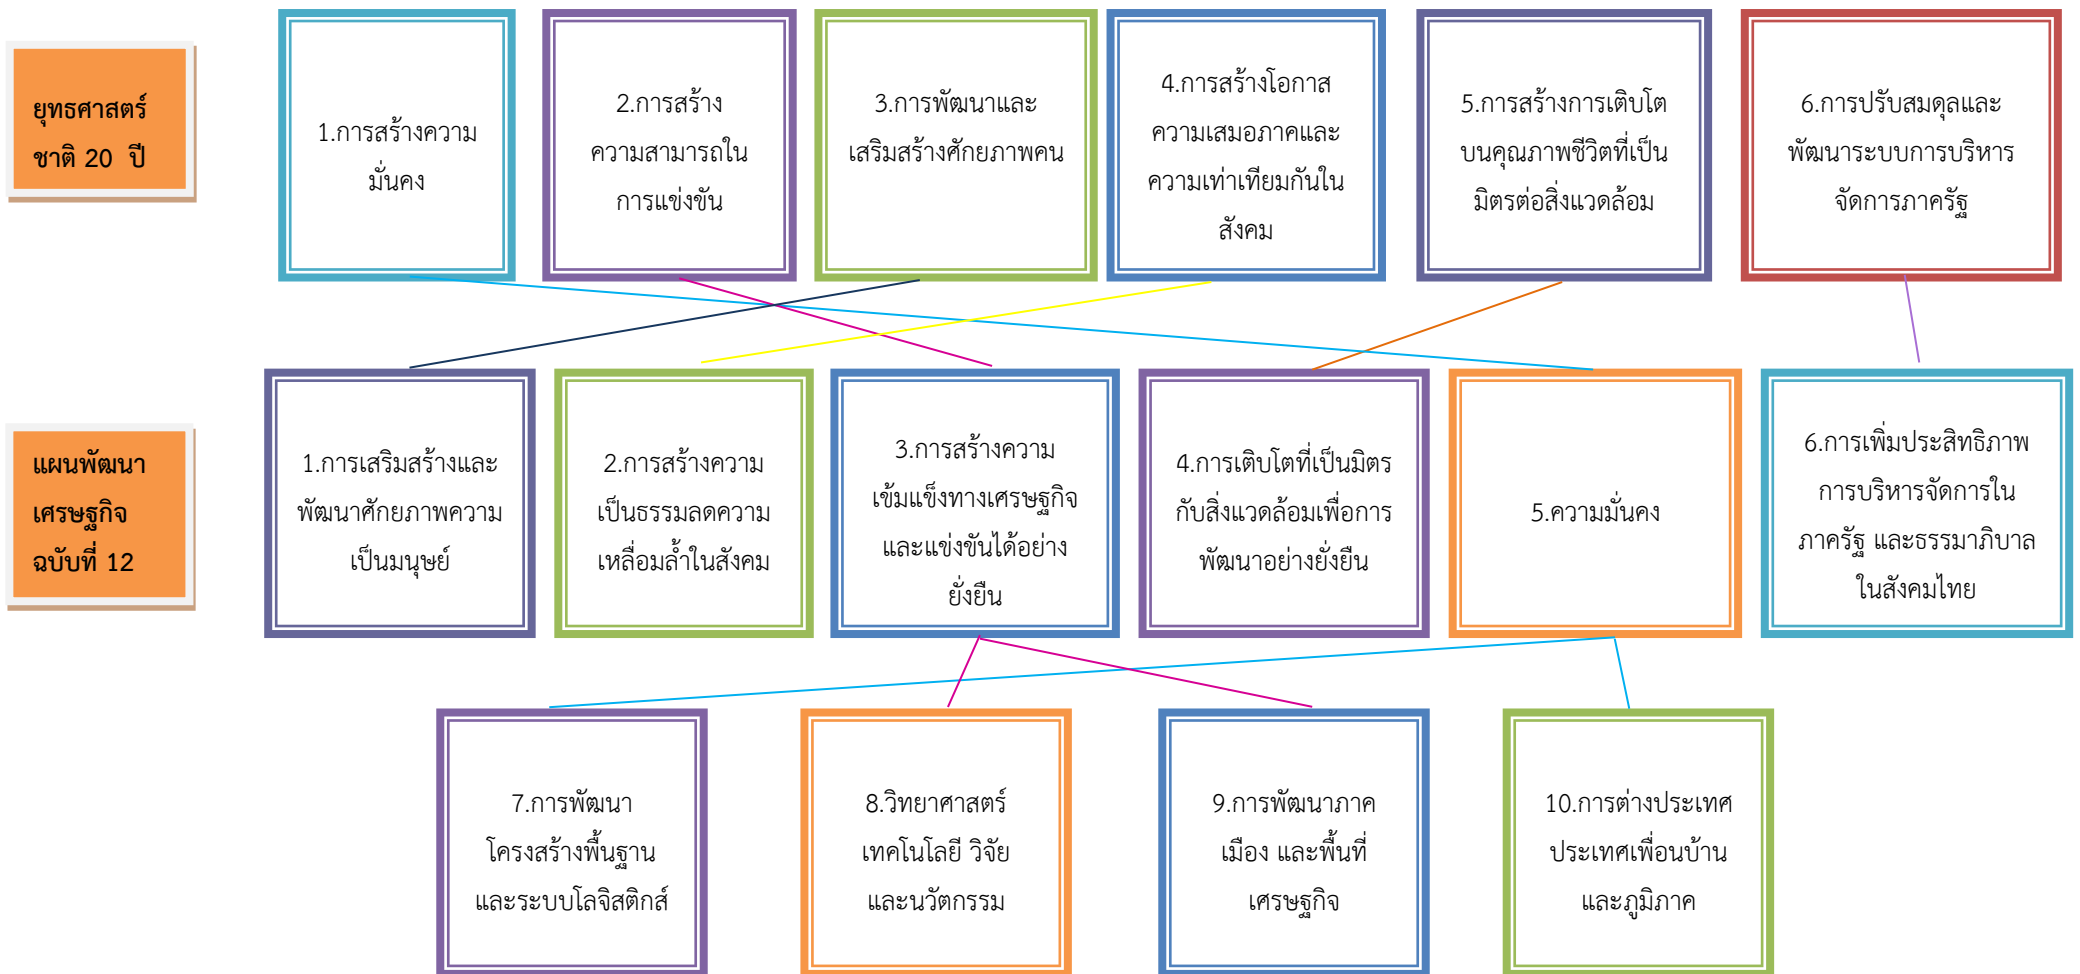 ยุทธศาสตร์
ชาติ 20 ปี
1.การสร้างความ
มั่นคง
2.การสร้าง
ความสามารถใน
การแข่งขัน
3.การพัฒนาและ
เสริมสร้างศักยภาพคน
4.การสร้างโอกาส
ความเสมอภาคและ
ความเท่าเทียมกันใน
สังคม
5.การสร้างการเติบโต
บนคุณภาพชีวิตที่เป็น
มิตรต่อสิ่งแวดล้อม
6.การปรับสมดุลและ
พัฒนาระบบการบริหาร
จัดการภาครัฐ
แผนพัฒนา
เศรษฐกิจ
ฉบับที่ 12
1.การเสริมสร้างและ
พัฒนาศักยภาพความ
เป็นมนุษย์
2.การสร้างความ
เป็นธรรมลดความ
เหลื่อมล้ำในสังคม
3.การสร้างความ
เข้มแข็งทางเศรษฐกิจ
และแข่งขันได้อย่าง
ยั่งยืน
4.การเติบโตที่เป็นมิตร
กับสิ่งแวดล้อมเพื่อการ
พัฒนาอย่างยั่งยืน
5.ความมั่นคง
6.การเพิ่มประสิทธิภาพ
การบริหารจัดการใน
ภาครัฐ และธรรมาภิบาล
ในสังคมไทย
7.การพัฒนา
โครงสร้างพื้นฐาน
และระบบโลจิสติกส์
8.วิทยาศาสตร์
เทคโนโลยี วิจัย
และนวัตกรรม
9.การพัฒนาภาค
เมือง และพื้นที่
เศรษฐกิจ
10.การต่างประเทศ
ประเทศเพื่อนบ้าน
และภูมิภาค